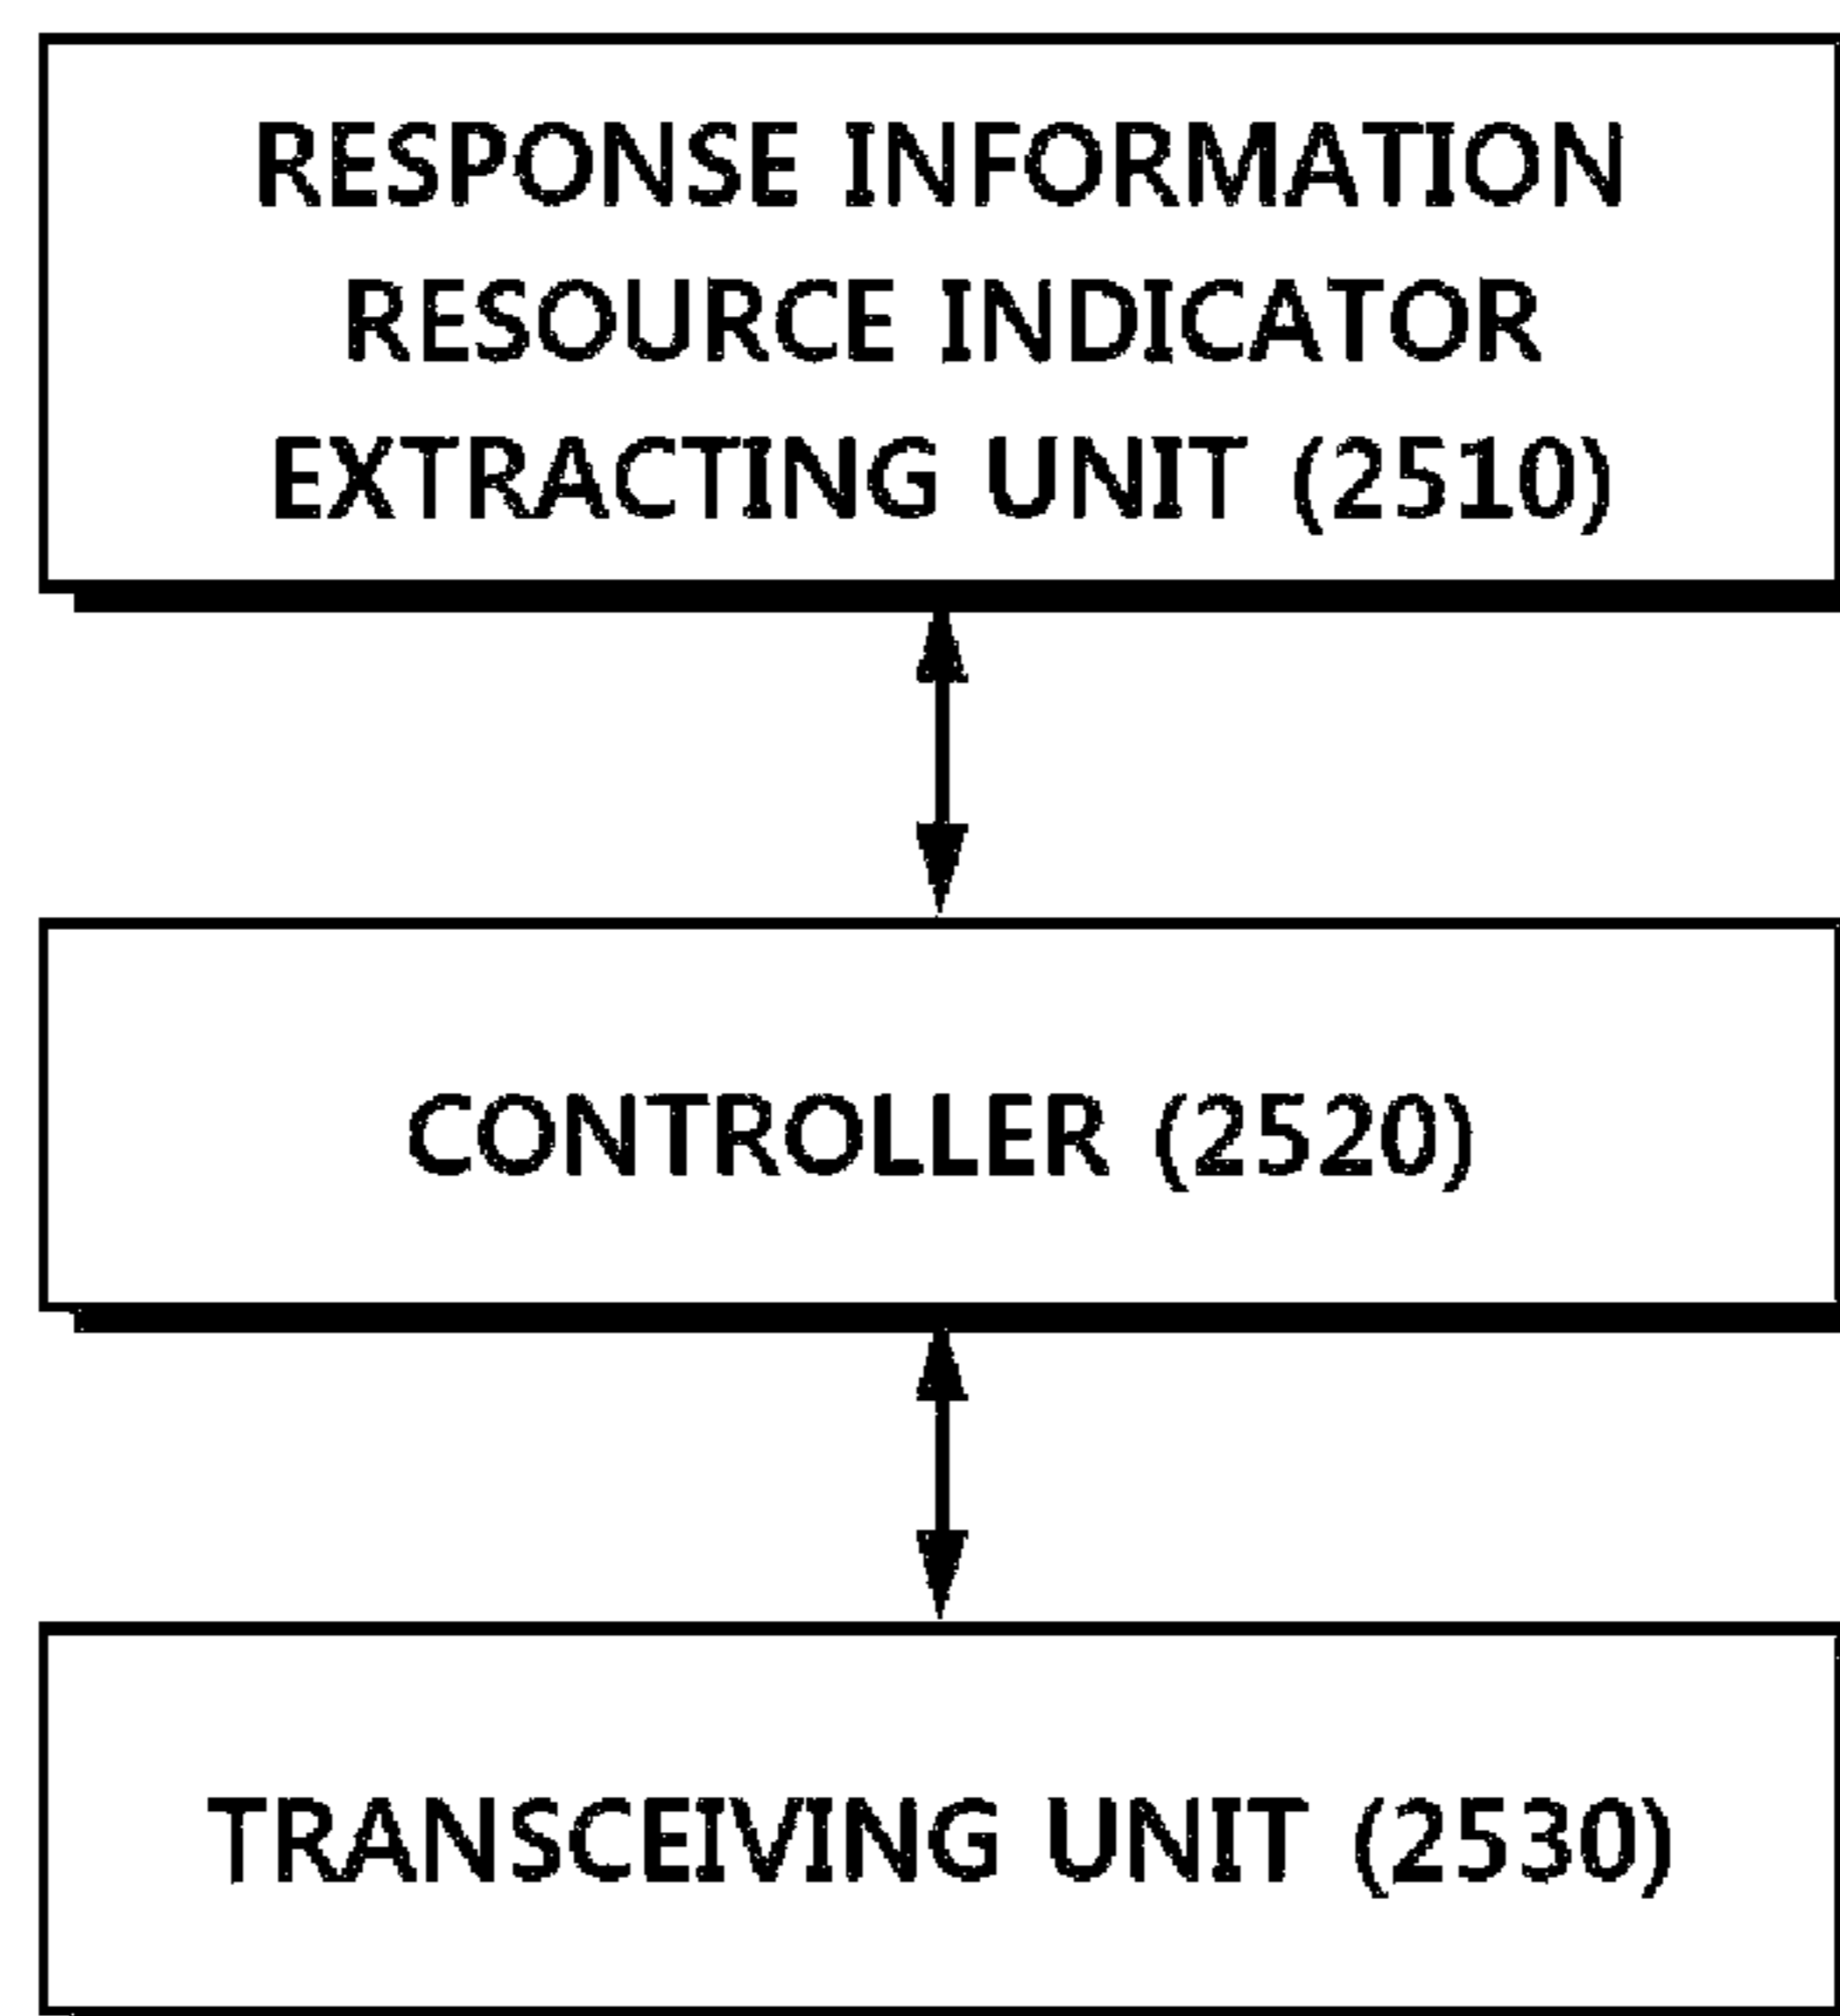 RESPONSE INFORMATION
RESOURCE INDICATOR
EXTRACTING UNIT (2510)
CONTROLLER (2520)
TRANSCEIVING UNIT (2530)